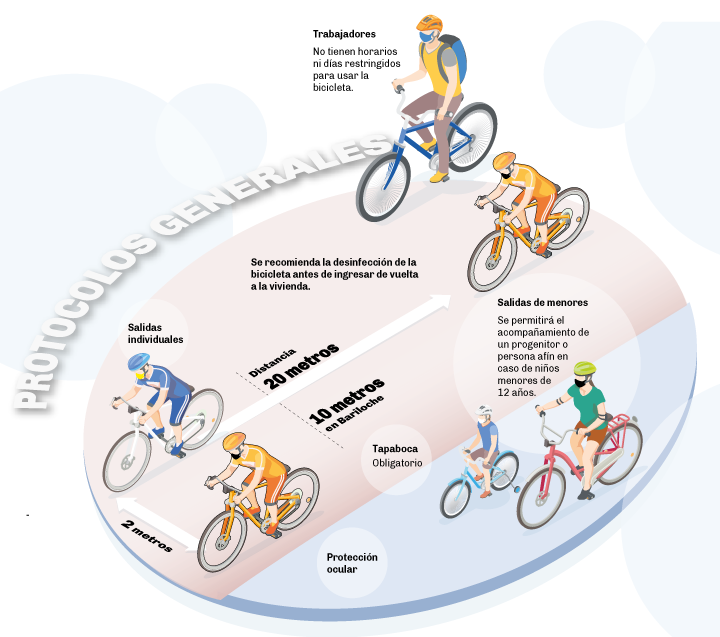 Trabajadores
No tienen horarios
ni días restringidos
para usar la
bicicleta.
PROTOCOLOS GENERALES
Se recomienda la desinfección de la
bicicleta antes de ingresar de vuelta
a la vivienda.
Salidas de menores
Se permitirá el
acompañamiento de
un progenitor o
persona afín en
caso de niños
menores de
12 años.
Salidas
individuales
Distancia
20 metros
10 metros
en Bariloche
Tapaboca
Obligatorio
2 metros
Protección
ocular
-